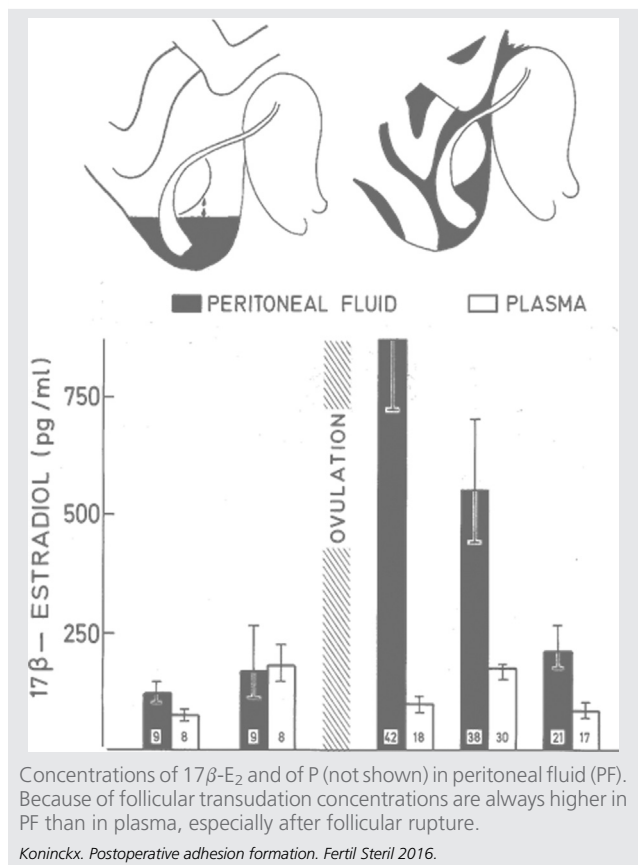 PERITONEAL FLUID PLASMA
17β— ESTRADIOL (pg/ml)
750
500
250
OVULATION
9 8 9 8 42 18 38 30 21 17
Concentrations of 17β-E₂ and of P (not shown) in peritoneal fluid (PF).
Because of follicular transudation concentrations are always higher in
PF than in plasma, especially after follicular rupture.
Koninckx. Postoperative adhesion formation. Fertil Steril 2016.